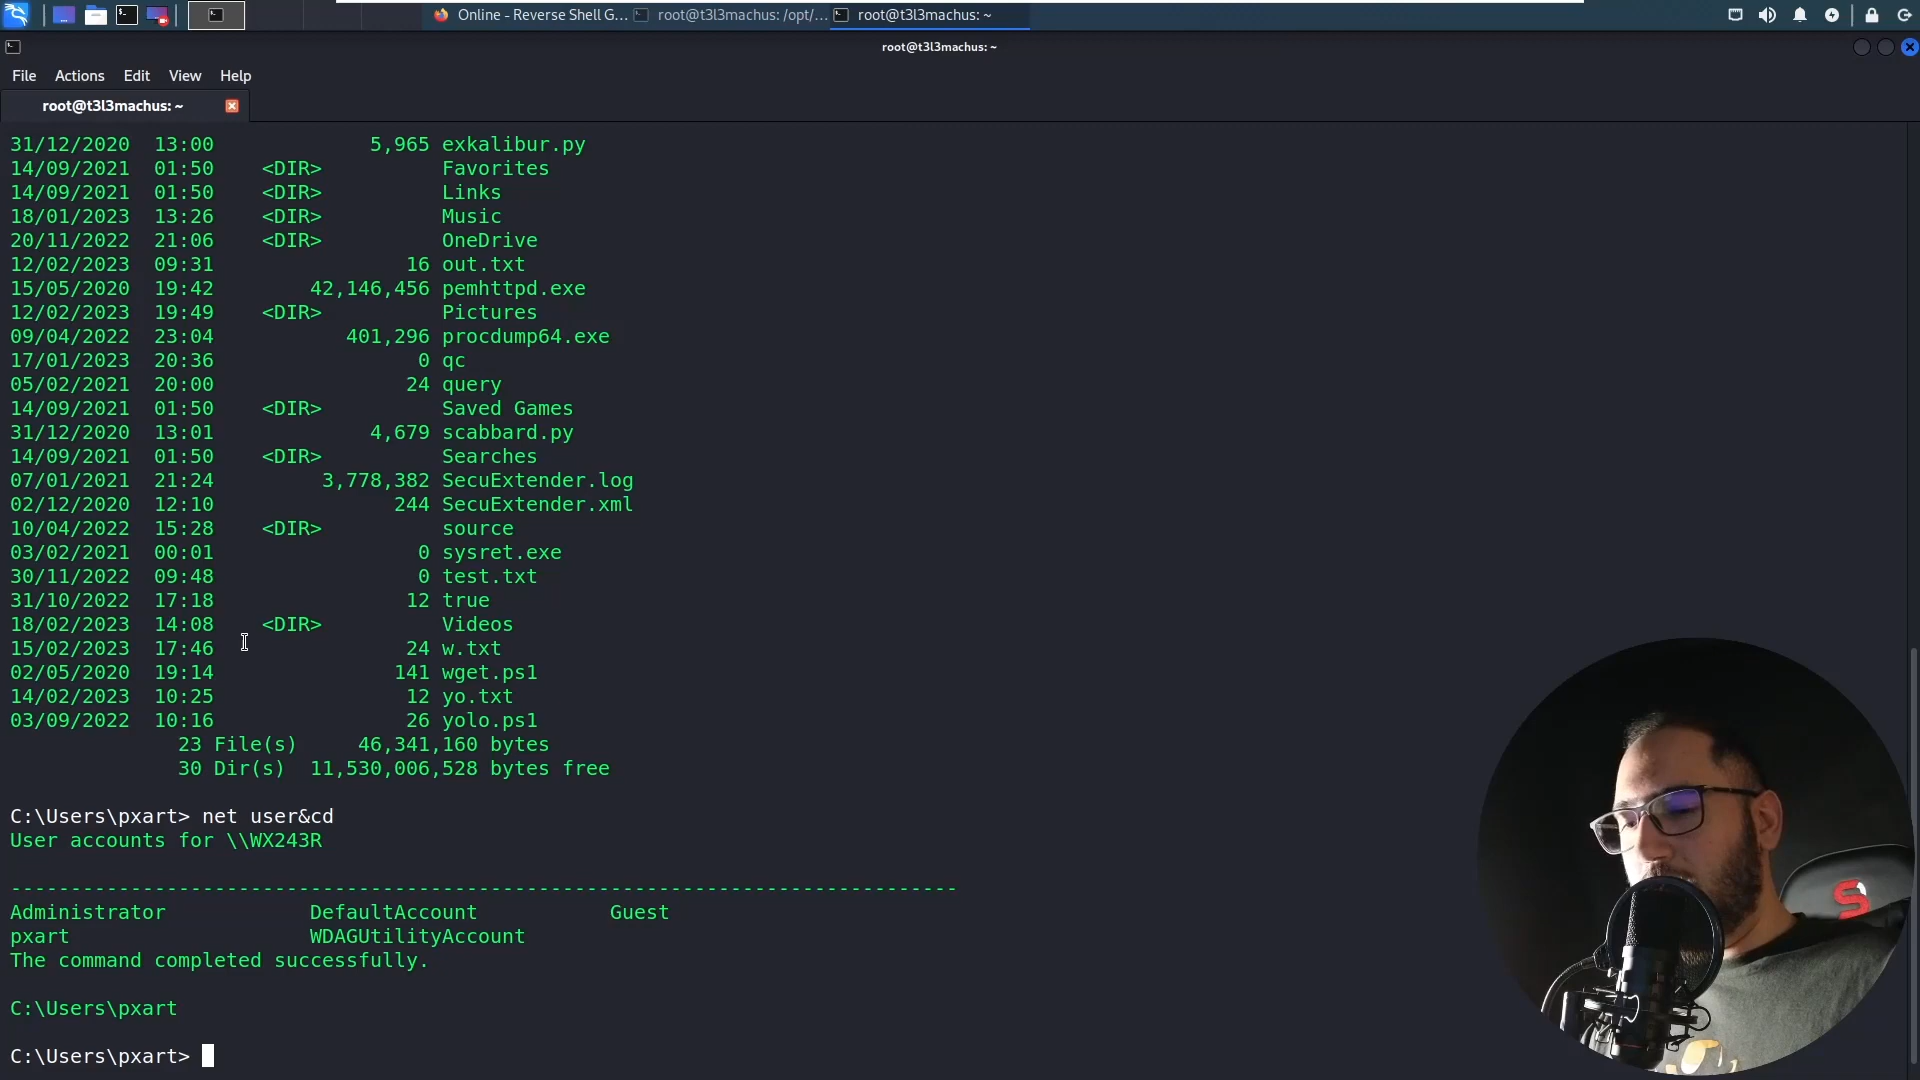 Online - Reverse Shell G...
root@t3l3machus: /opt/...
root@t3l3machus: ~
root@t3l3machus: ~
File Actions Edit View Help
root@t3l3machus: ~
31/12/2020  13:00             5,965 exkalibur.py
14/09/2021  01:50    <DIR>          Favorites
14/09/2021  01:50    <DIR>          Links
18/01/2023  13:26    <DIR>          Music
20/11/2022  21:06    <DIR>          OneDrive
12/02/2023  09:31                16 out.txt
15/05/2020  19:42        42,146,456 pemhttpd.exe
12/02/2023  19:49    <DIR>          Pictures
09/04/2022  23:04           401,296 procdump64.exe
17/01/2023  20:36                 0 qc
05/02/2021  20:00                24 query
14/09/2021  01:50    <DIR>          Saved Games
31/12/2020  13:01             4,679 scabbard.py
14/09/2021  01:50    <DIR>          Searches
07/01/2021  21:24         3,778,382 SecuExtender.log
02/12/2020  12:10               244 SecuExtender.xml
10/04/2022  15:28    <DIR>          source
03/02/2021  00:01                 0 sysret.exe
30/11/2022  09:48                 0 test.txt
31/10/2022  17:18                12 true
18/02/2023  14:08    <DIR>          Videos
15/02/2023  17:46                24 w.txt
02/05/2020  19:14               141 wget.ps1
14/02/2023  10:25                12 yo.txt
03/09/2022  10:16                26 yolo.ps1
23 File(s)     46,341,160 bytes
30 Dir(s)  11,530,006,528 bytes free
C:\Users\pxart> net user&cd
User accounts for \\WX243R
-------------------------------------------------------------------------------
Administrator            DefaultAccount           Guest
pxart                    WDAGUtilityAccount
The command completed successfully.
C:\Users\pxart
C:\Users\pxart>